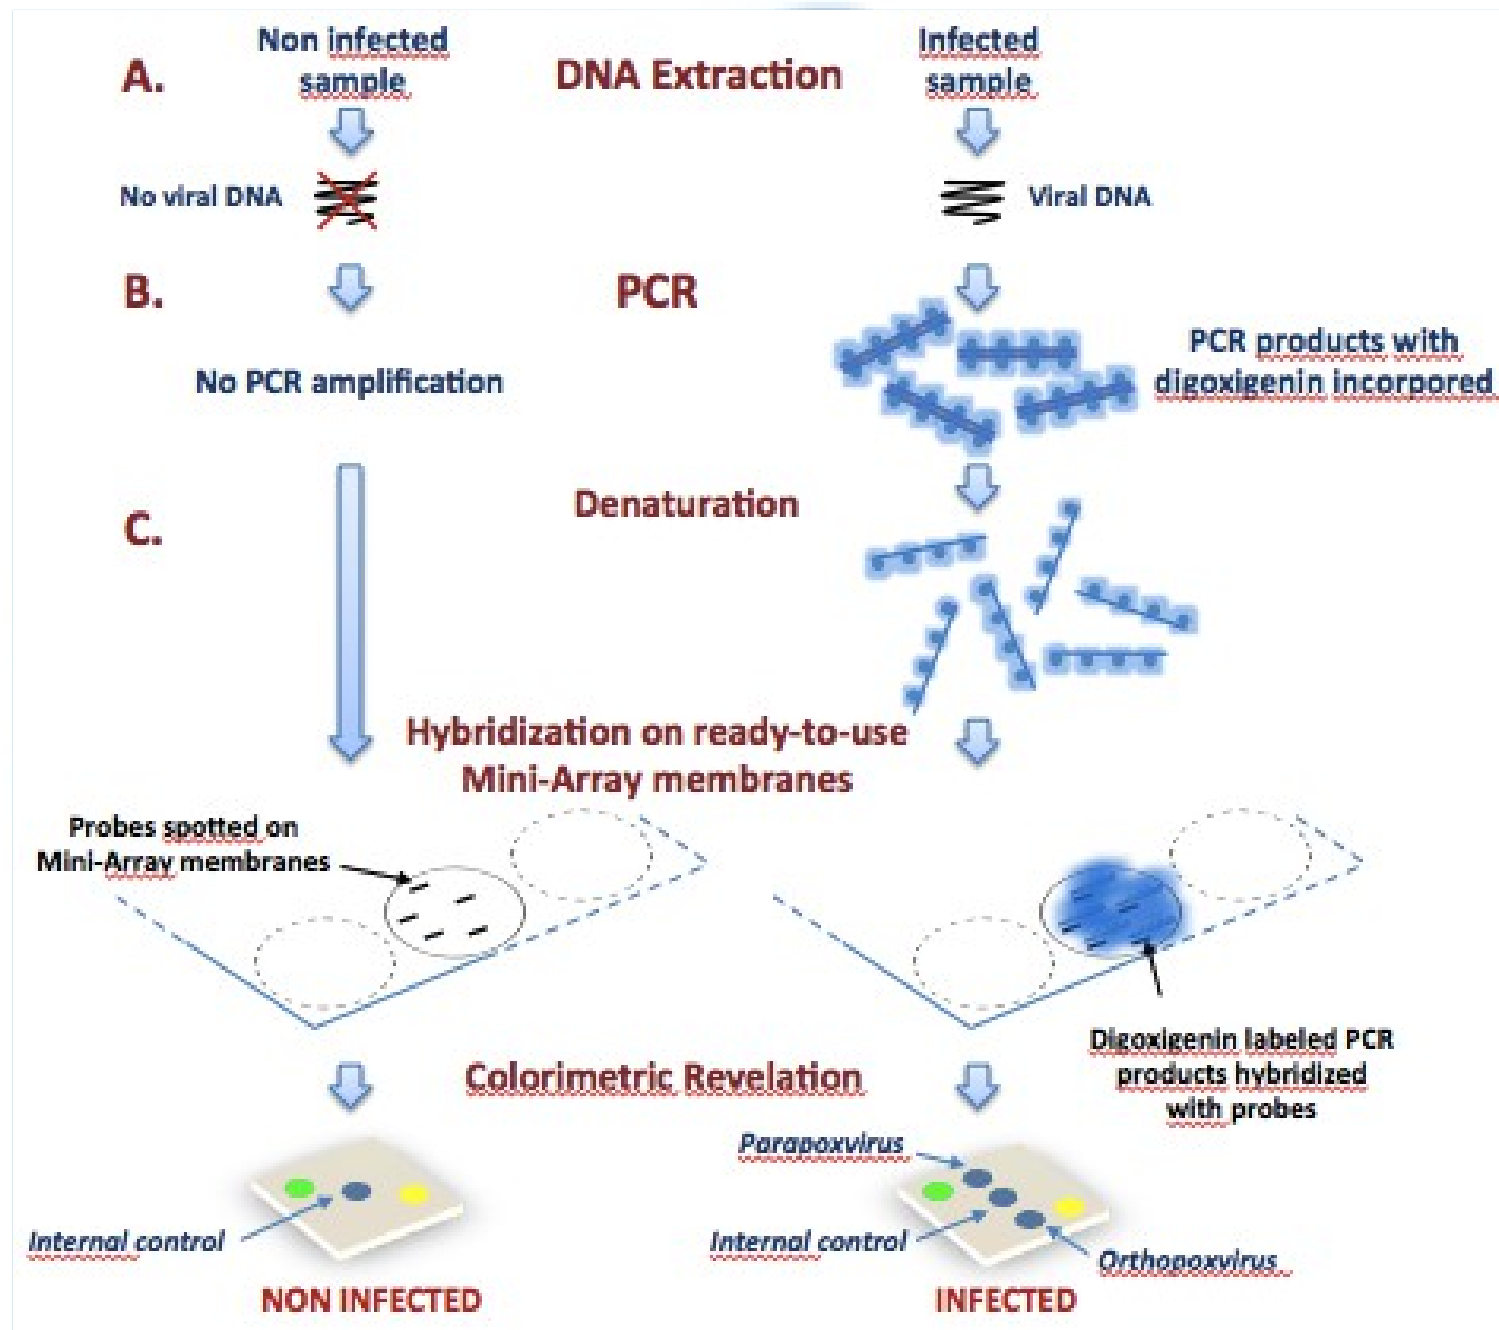 Non infected
sample
A.
DNA Extraction
Infected
sample
No viral DNA
Viral DNA
B.
PCR
No PCR amplification
PCR products with
digoxigenin incorpored
C.
Denaturation
Hybridization on ready-to-use
Mini-Array membranes
Probes spotted on
Mini-Array membranes
Digoxigenin labeled PCR
products hybridized
with probes
Colorimetric Revelation
Internal control
NON INFECTED
Parapoxvirus
Internal control
Orthopoxvirus
INFECTED